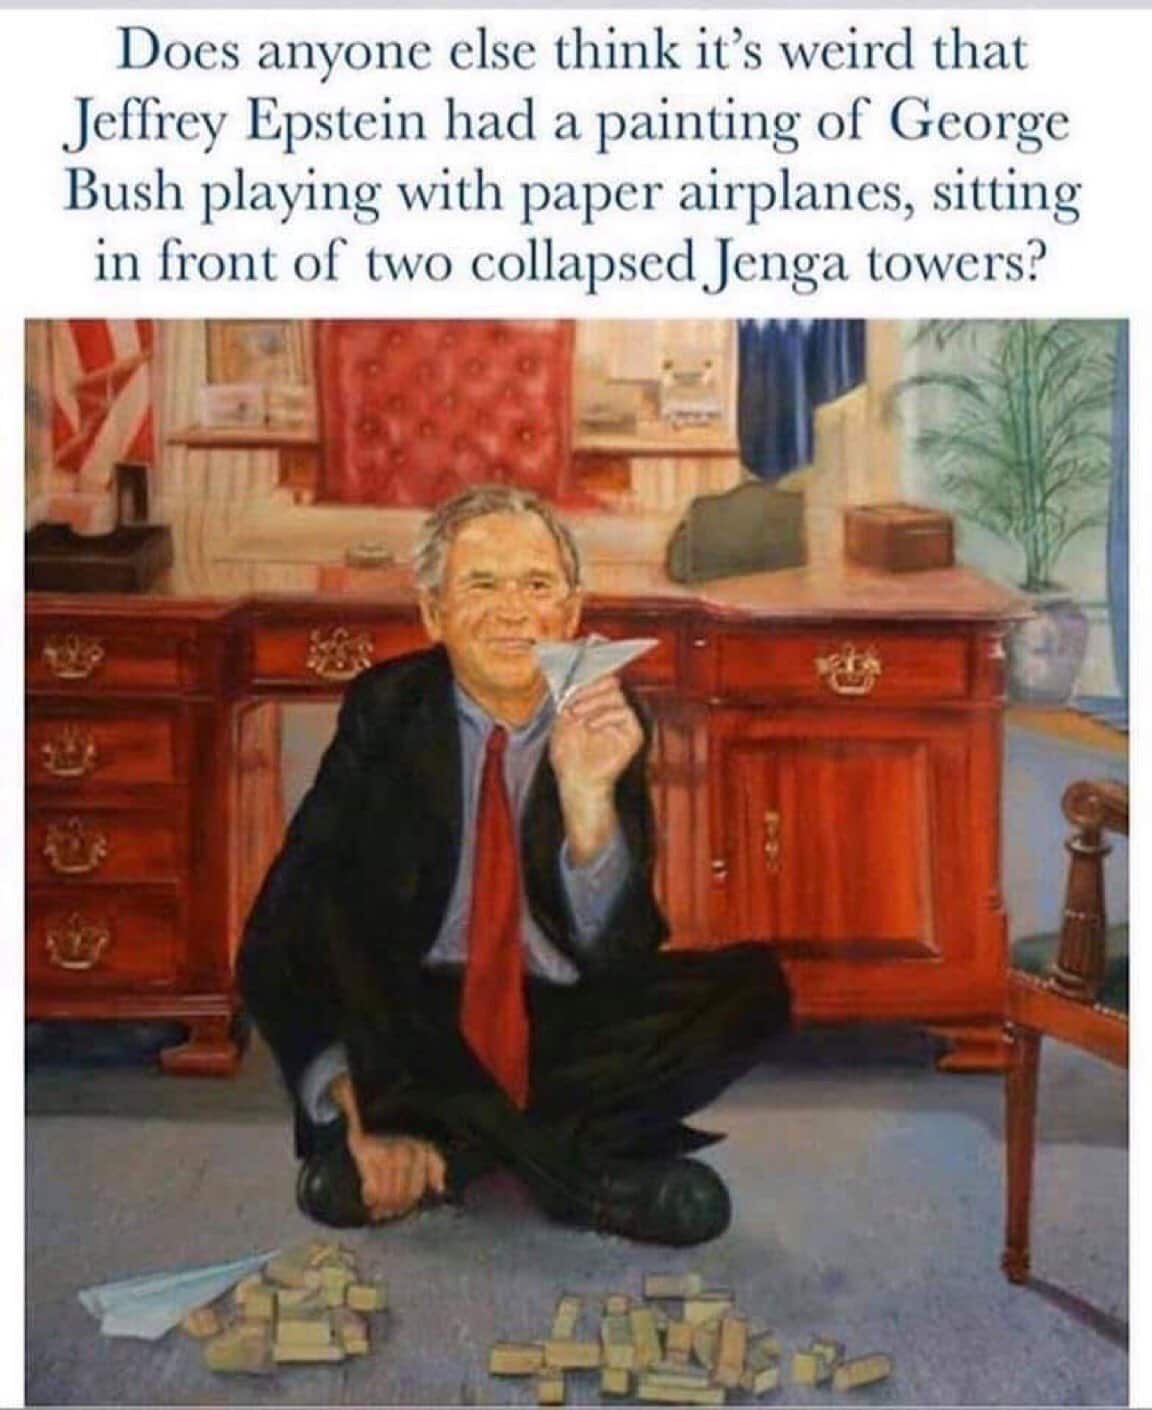 Does anyone else think it's weird that
Jeffrey Epstein had a painting of George
Bush playing with paper airplanes, sitting
in front of two collapsed Jenga towers?